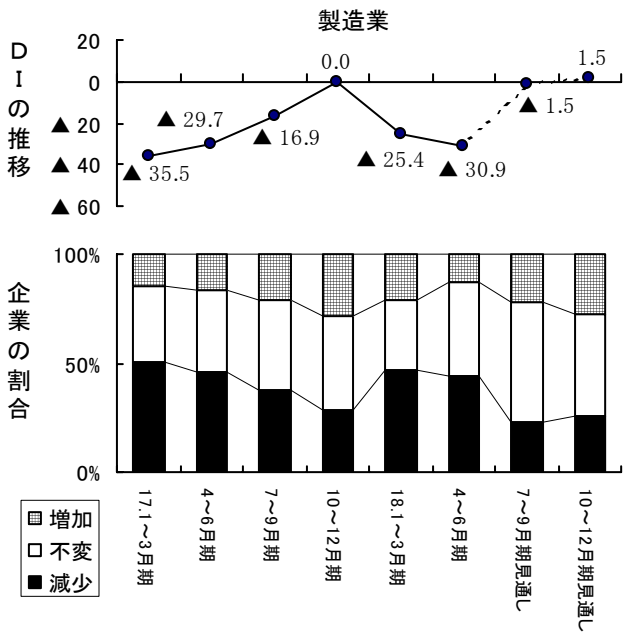 製造業
DIの推移
20
0
▲ 20
▲ 40
▲ 60
▲ 35.5
▲ 29.7
▲ 16.9
0.0
▲ 25.4
▲ 30.9
▲ 1.5
1.5
企業の割合
100%
50%
0%
17.1～3月期
4～6月期
7～9月期
10～12月期
18.1～3月期
4～6月期
7～9月期見通し
10～12月期見通し
増加
不変
減少